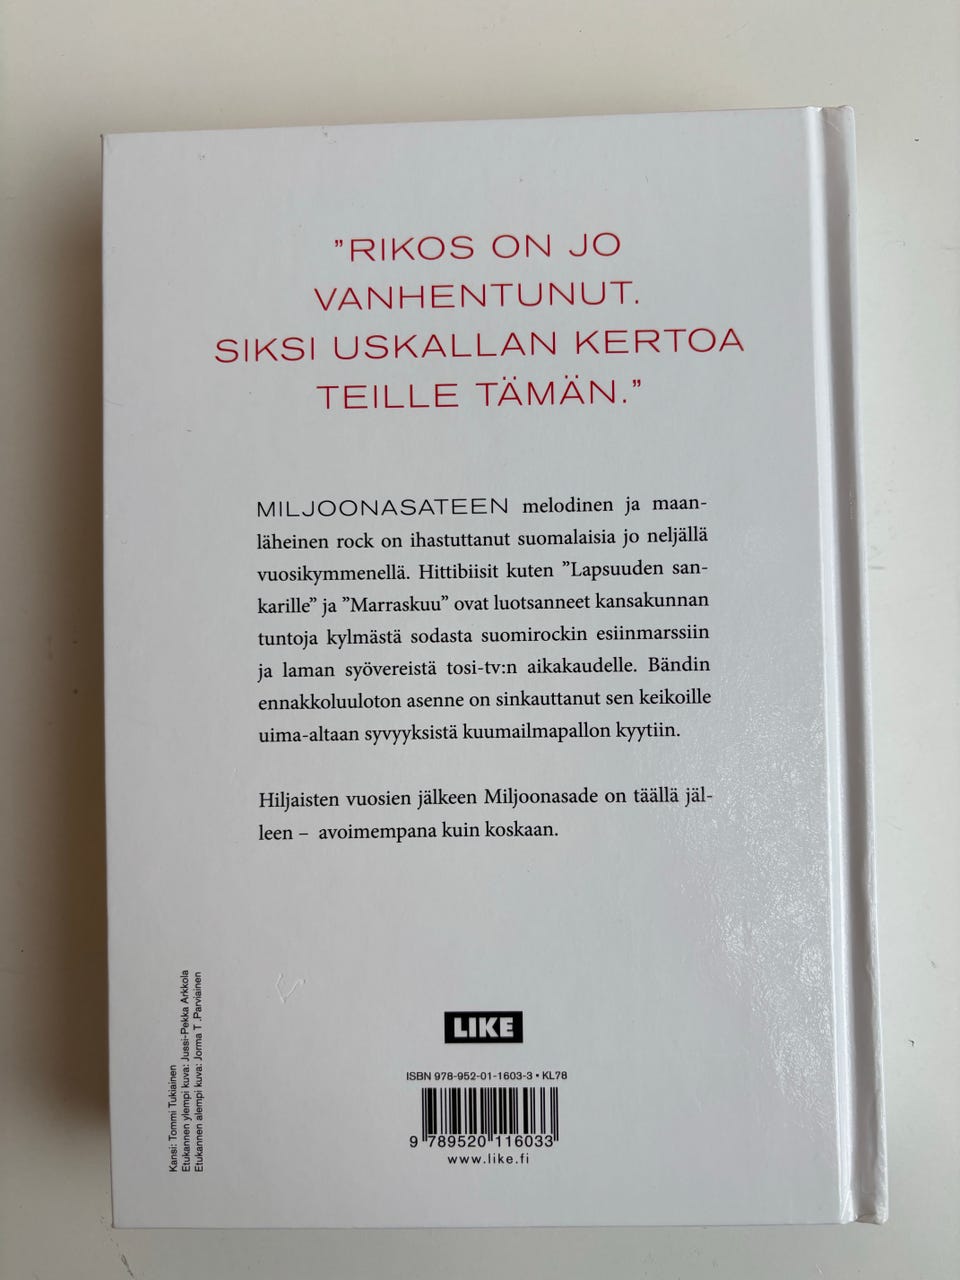 ”RIKOS ON JO
VANHENTUNUT.
SIKSI USKALLAN KERTOA
TEILLE TÄMÄN.”
MILJOONASATEEN melodinen ja maan-
läheinen rock on ihastuttanut suomalaisia jo neljällä
vuosikymmenellä. Hittibiisit kuten ”Lapsuuden san-
karille” ja ”Marraskuu” ovat luotsanneet kansakunnan
tuntoja kylmästä sodasta suomirockin esiinmarssiin
ja laman syövereistä tosi-tv:n aikakaudelle. Bändin
ennakkoluuloton asenne on sinkauttanut sen keikoille
uima-altaan syvyyksistä kuumailmapallon kyytiin.
Hiljaisten vuosien jälkeen Miljoonasade on täällä jäl-
leen – avoimempana kuin koskaan.
Kansi: Tommi Tukiainen
Etukannen ylempi kuva: Jussi-Pekka Arkkola
Etukannen alempi kuva: Jorma T .Parviainen
LIKE
ISBN 978-952-01-1603-3 • KL78
9 789520 116033
www.like.fi